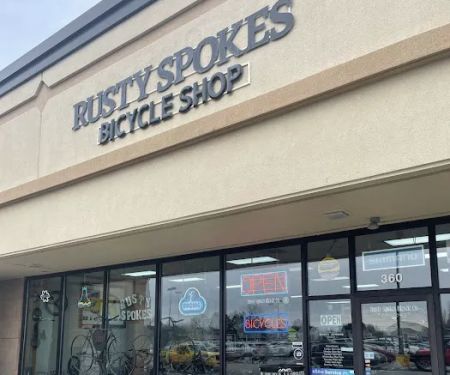 RUSTY SPOKES
BICYCLE SHOP
OPEN
360
RUSTY
SPOKES
OPEN
BICYCLES